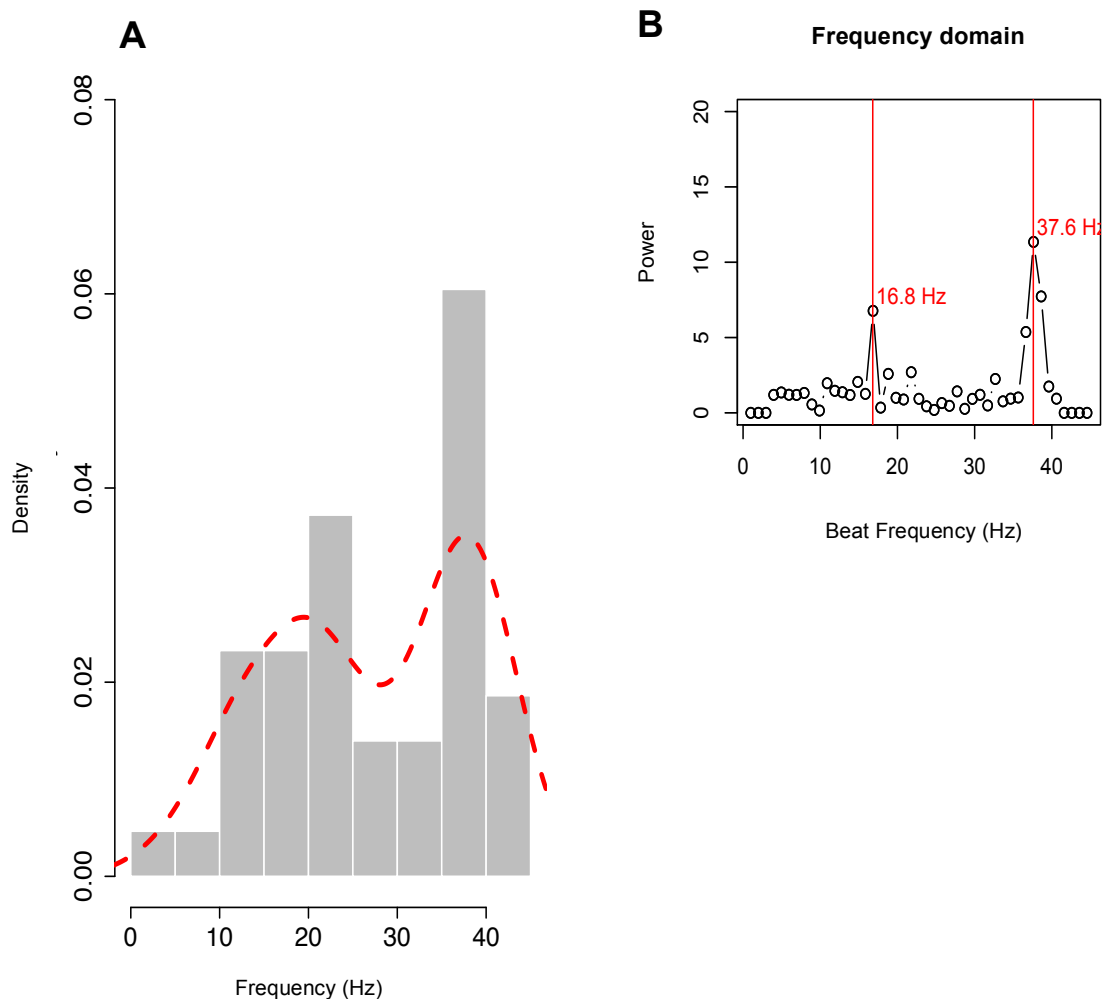 A
0.08
0.06
0.04
0.02
0.00
Density
0 10 20 30 40
Frequency (Hz)
B
Frequency domain
20
15
10
5
0
Power
37.6 Hz
16.8 Hz
0 10 20 30 40
Beat Frequency (Hz)